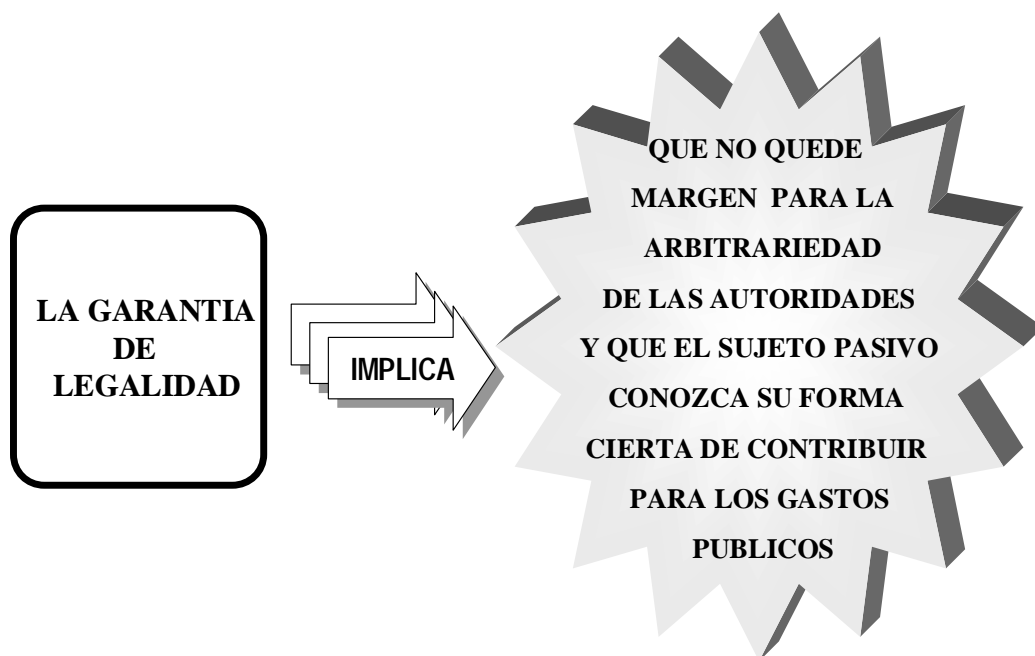 LA GARANTIA
DE
LEGALIDAD
IMPLICA
QUE NO QUEDE
MARGEN PARA LA
ARBITRARIEDAD
DE LAS AUTORIDADES
Y QUE EL SUJETO PASIVO
CONOZCA SU FORMA
CIERTA DE CONTRIBUIR
PARA LOS GASTOS
PUBLICOS